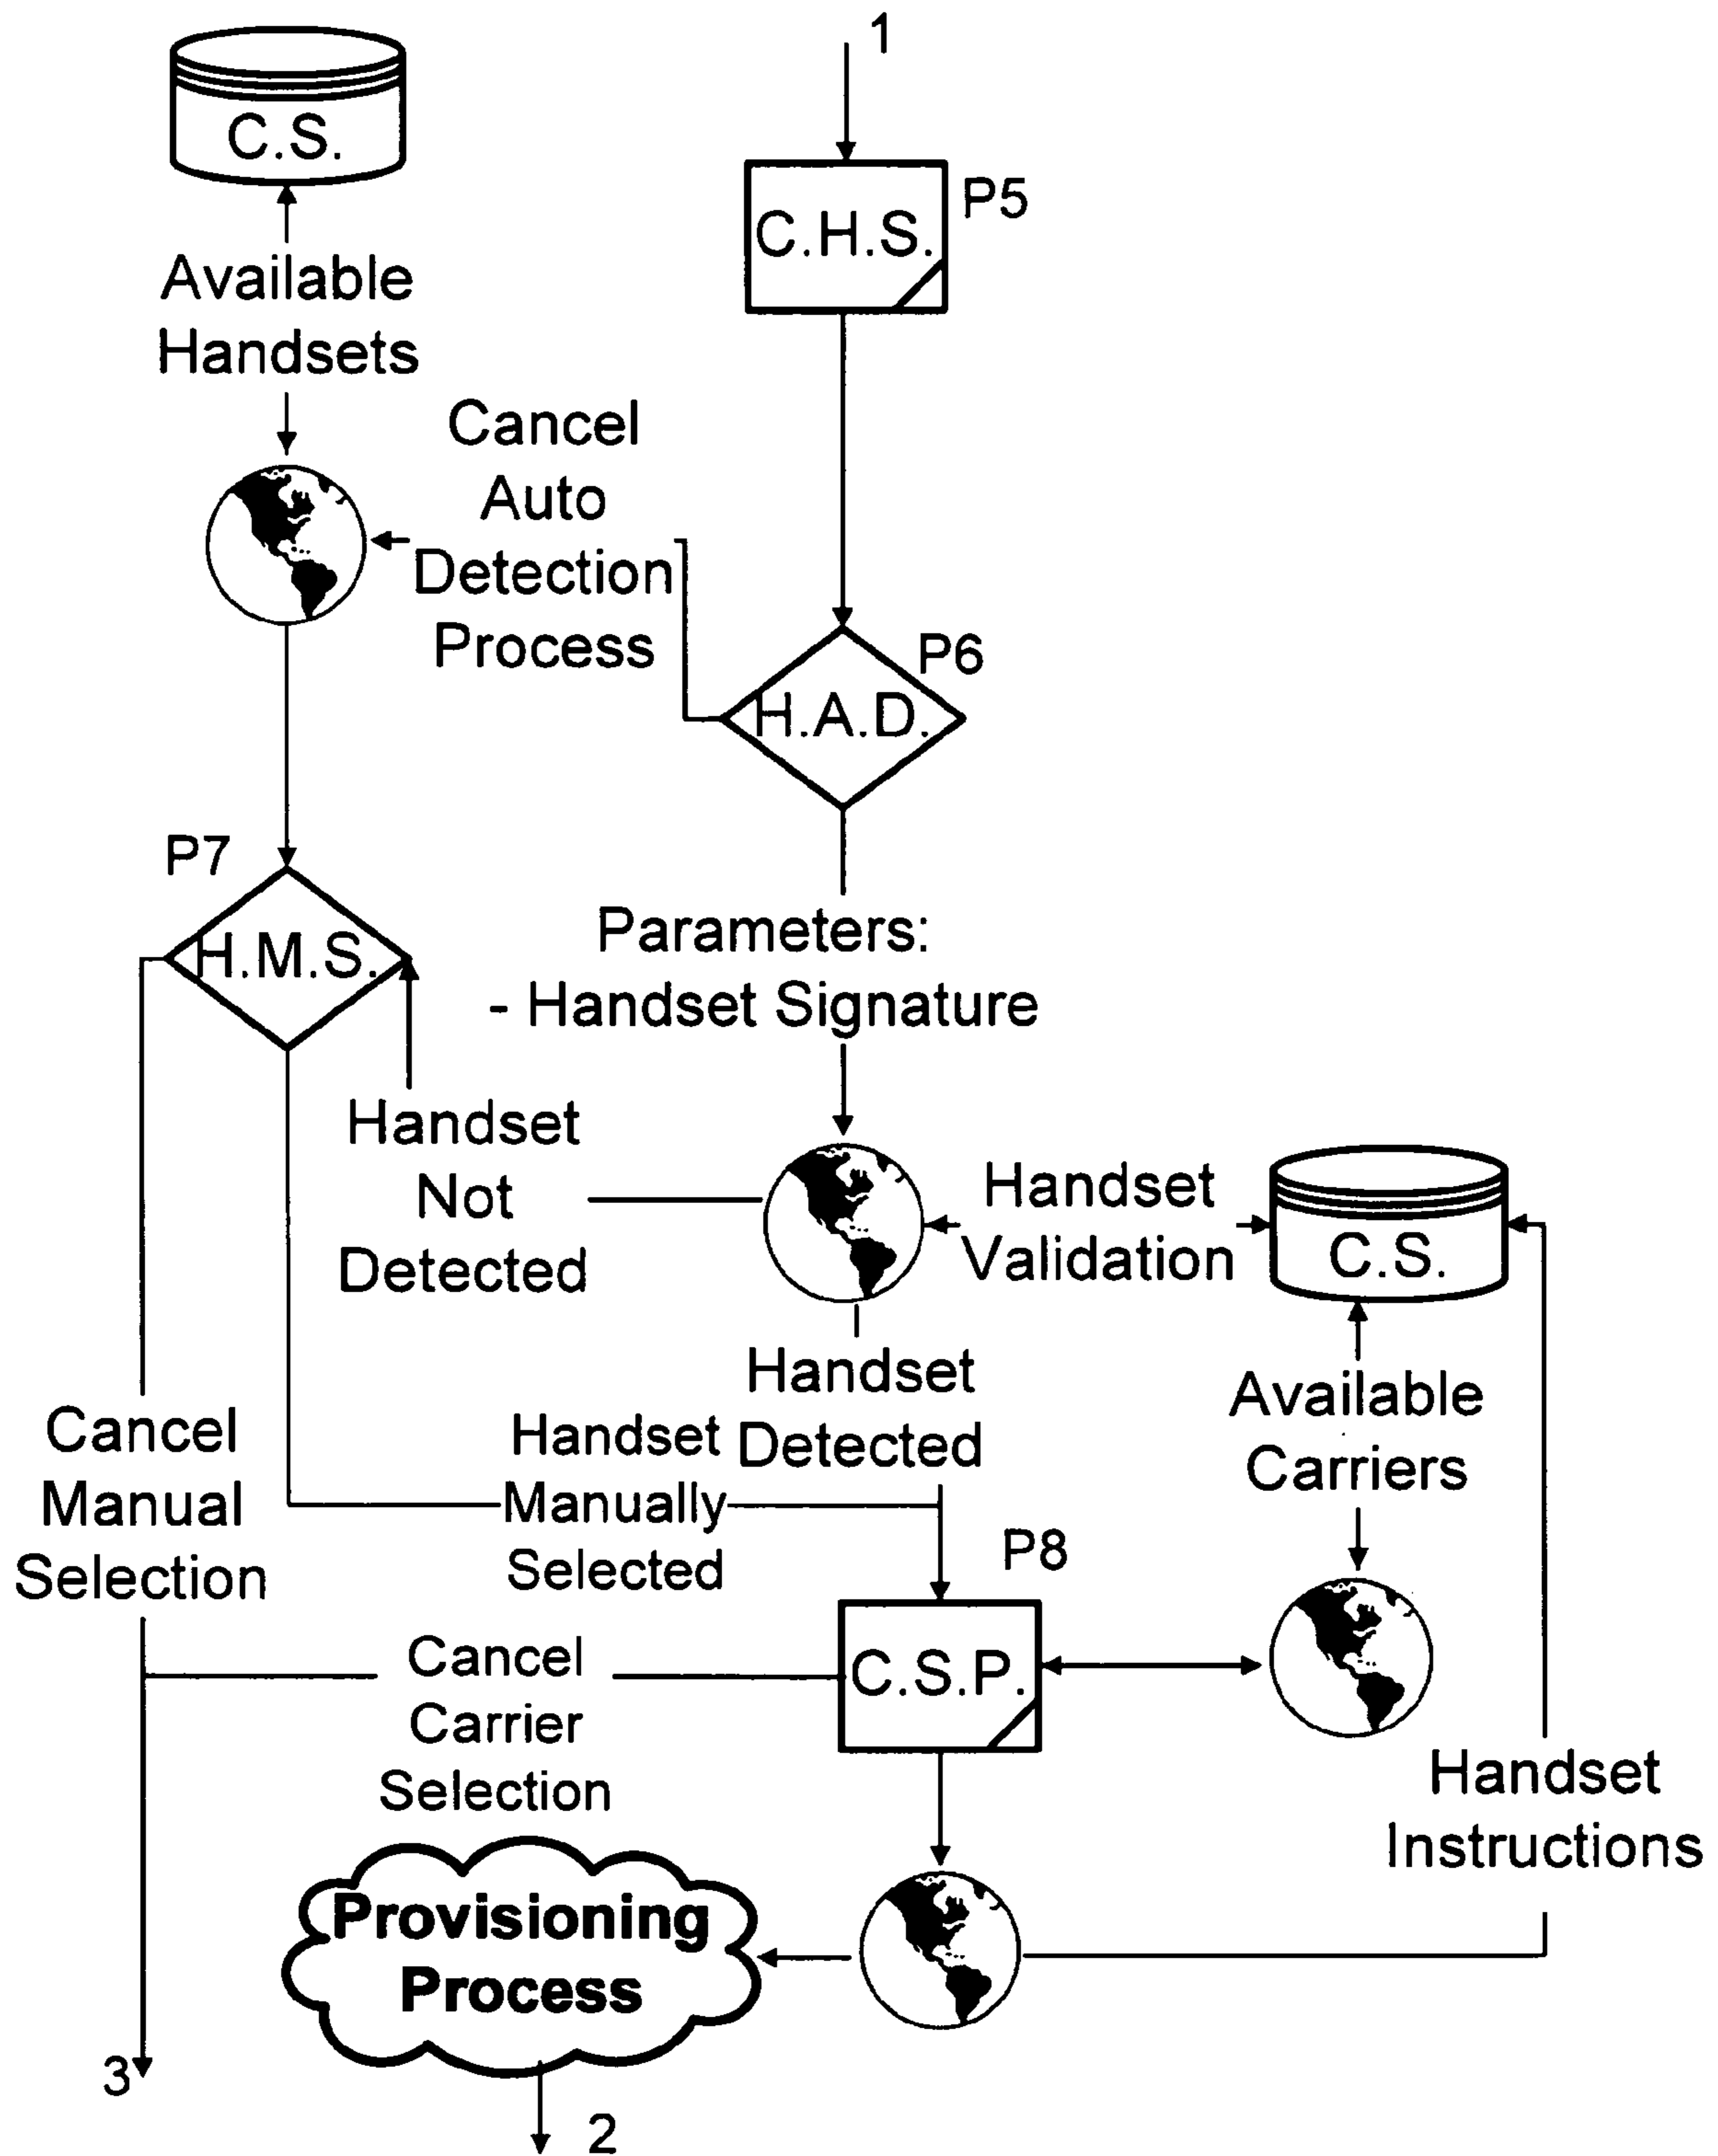 1
C.S.
C.H.S.
P5
Available
Handsets
Cancel
Auto
Detection
Process
P6
H.A.D.
P7
H.M.S.
Parameters:
- Handset Signature
Handset
Not
Detected
Handset
Validation
C.S.
Handset
Detected
Available
Carriers
Cancel
Manual
Selection
Handset
Manually
Selected
P8
C.S.P.
Cancel
Carrier
Selection
Handset
Instructions
Provisioning
Process
3
2